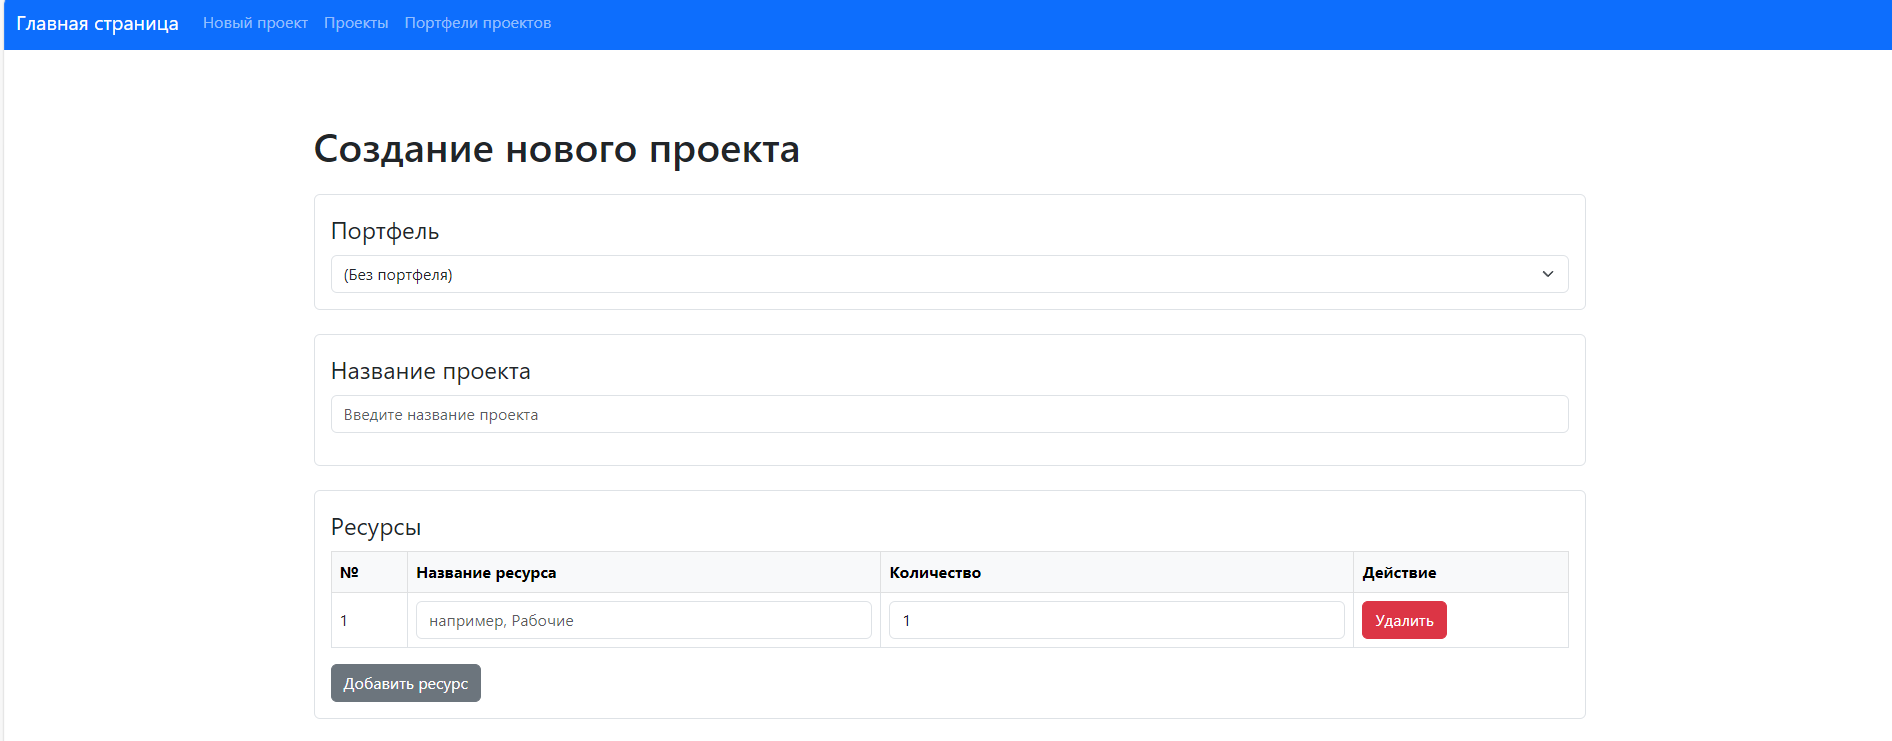 Главная страница Новый проект Проекты Портфели проектов
Создание нового проекта
Портфель
(Без портфеля)
Название проекта
Введите название проекта
Ресурсы
№ Название ресурса Количество Действие
1 например, Рабочие 1 Удалить
Добавить ресурс